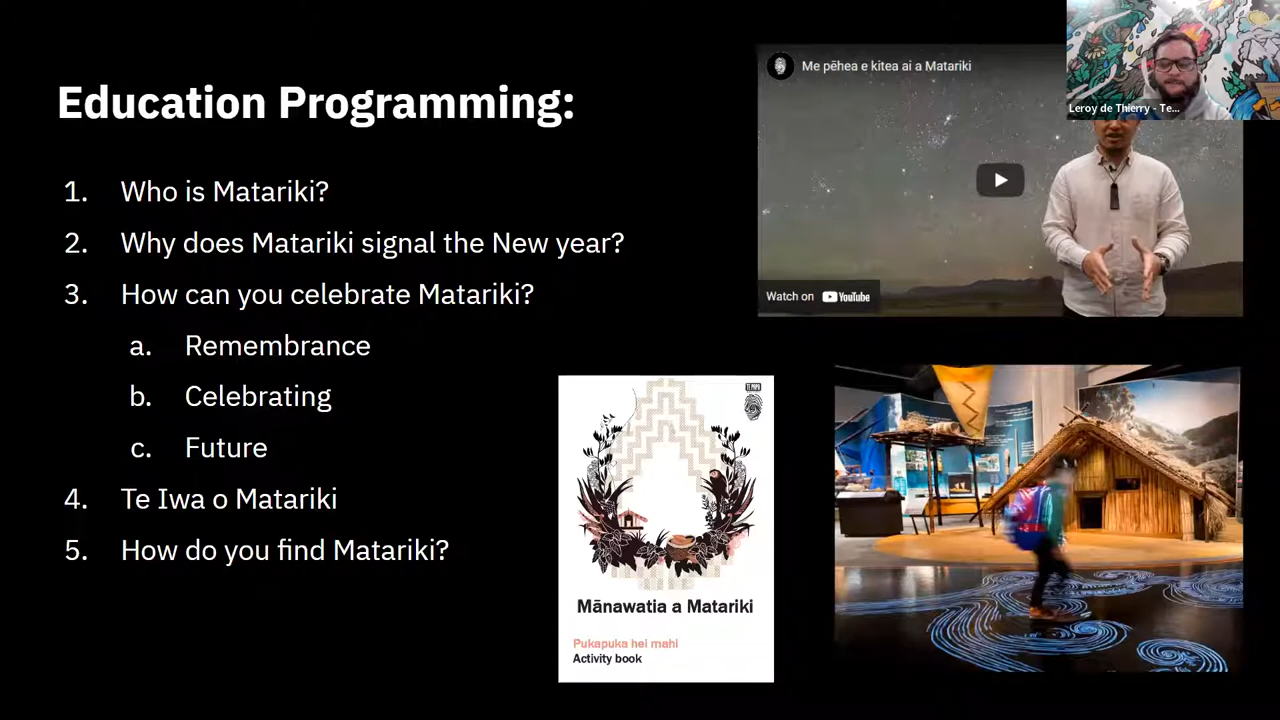 Education Programming:
1. Who is Matariki?
2. Why does Matariki signal the New year?
3. How can you celebrate Matariki?
a. Remembrance
b. Celebrating
c. Future
4. Te Iwa o Matariki
5. How do you find Matariki?
Me pēhea e kitea ai a Matariki
Watch on YouTube
Leroy de Thierry - Te...
TE PAPA
Mānawatia a Matariki
Pukapuka hei mahi
Activity book